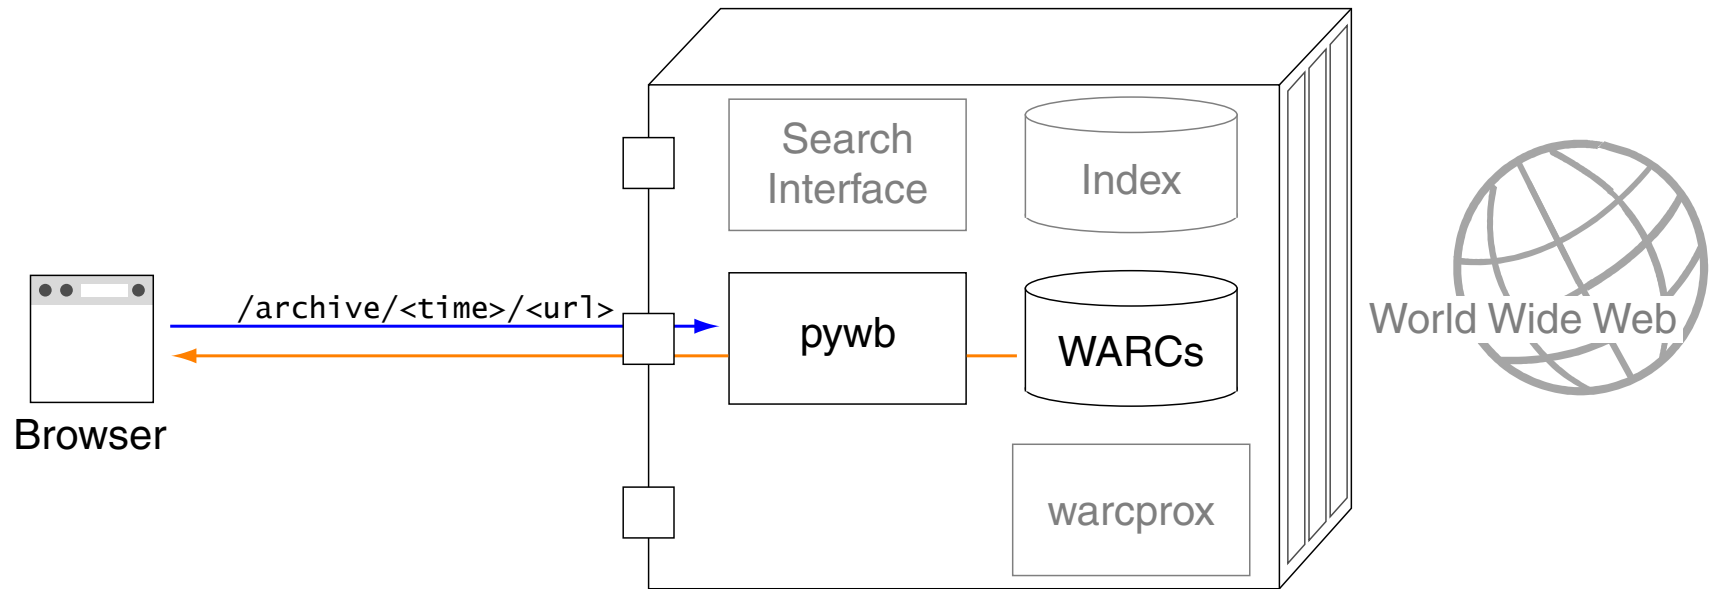 Search
Interface
Index
/archive/<time>/<url>
pywb
WARCs
World Wide Web
Browser
warcprox